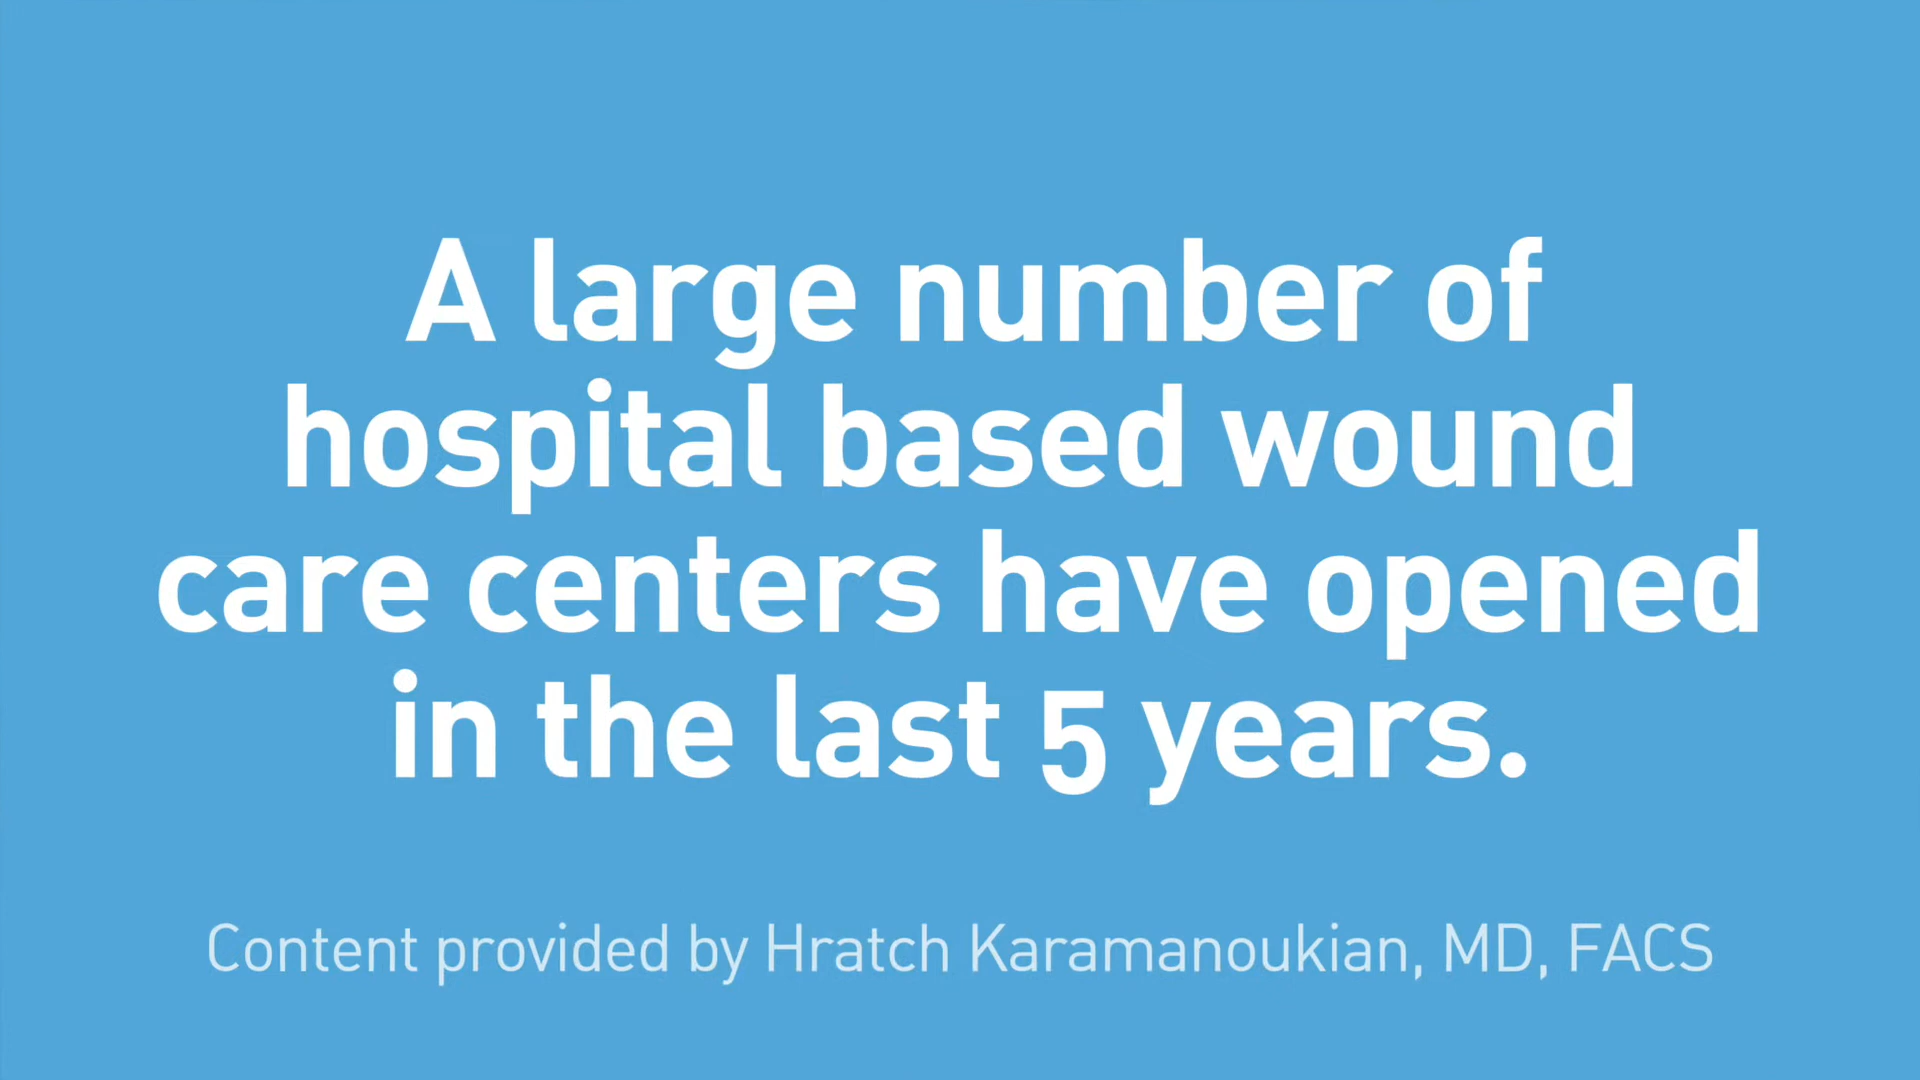 A large number of
hospital based wound
care centers have opened
in the last 5 years.
Content provided by Hratch Karamanoukian, MD, FACS